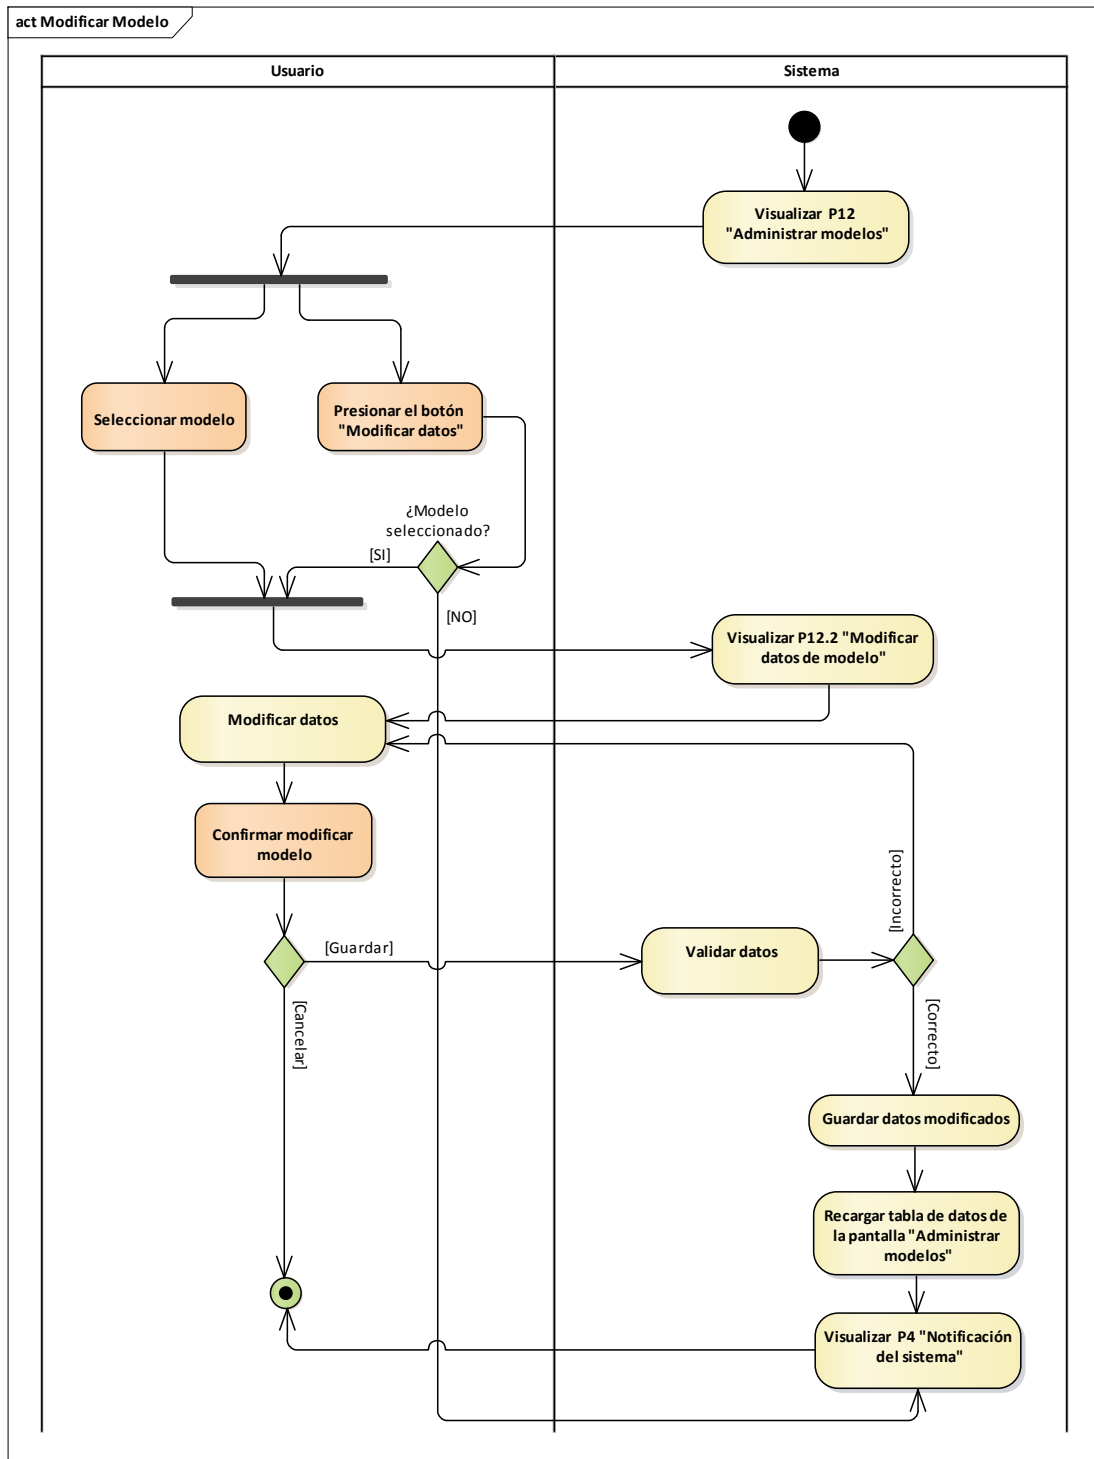 act Modificar Modelo
Usuario
Sistema
Visualizar P12
"Administrar modelos"
Seleccionar modelo
Presionar el botón
"Modificar datos"
¿Modelo
seleccionado?
[SI]
[NO]
Visualizar P12.2 "Modificar
datos de modelo"
Modificar datos
Confirmar modificar
modelo
[Incorrecto]
[Guardar]
Validar datos
[Cancelar]
[Correcto]
Guardar datos modificados
Recargar tabla de datos de
la pantalla "Administrar
modelos"
Visualizar P4 "Notificación
del sistema"